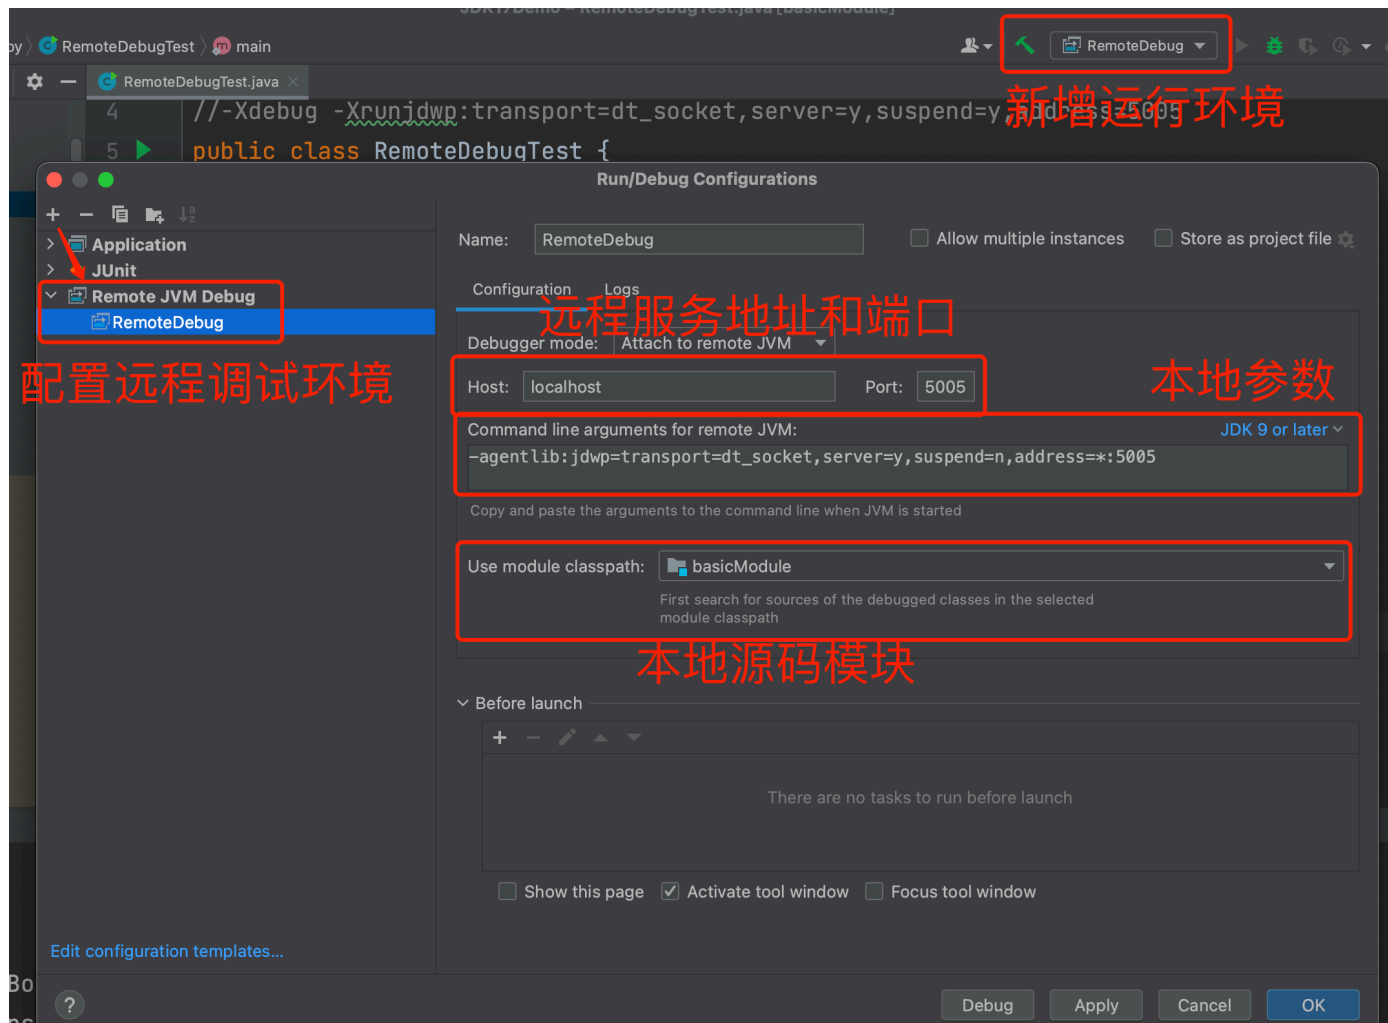 JDK17Demo – RemoteDebugTest.java [basicModule]
py RemoteDebugTest main
RemoteDebug
RemoteDebugTest.java
新增运行环境
4 //-Xdebug -Xrunjdwp:transport=dt_socket,server=y,suspend=y,address=5005
5 public class RemoteDebugTest {
Run/Debug Configurations
Application
JUnit
Remote JVM Debug
RemoteDebug
配置远程调试环境
Name: RemoteDebug
Allow multiple instances
Store as project file
Configuration Logs
远程服务地址和端口
Debugger mode: Attach to remote JVM
Host: localhost Port: 5005
本地参数
Command line arguments for remote JVM: JDK 9 or later
-agentlib:jdwp=transport=dt_socket,server=y,suspend=n,address=*:5005
Copy and paste the arguments to the command line when JVM is started
Use module classpath: basicModule
First search for sources of the debugged classes in the selected
module classpath
本地源码模块
Before launch
There are no tasks to run before launch
Show this page Activate tool window Focus tool window
Edit configuration templates...
Bo
?
Debug Apply Cancel OK